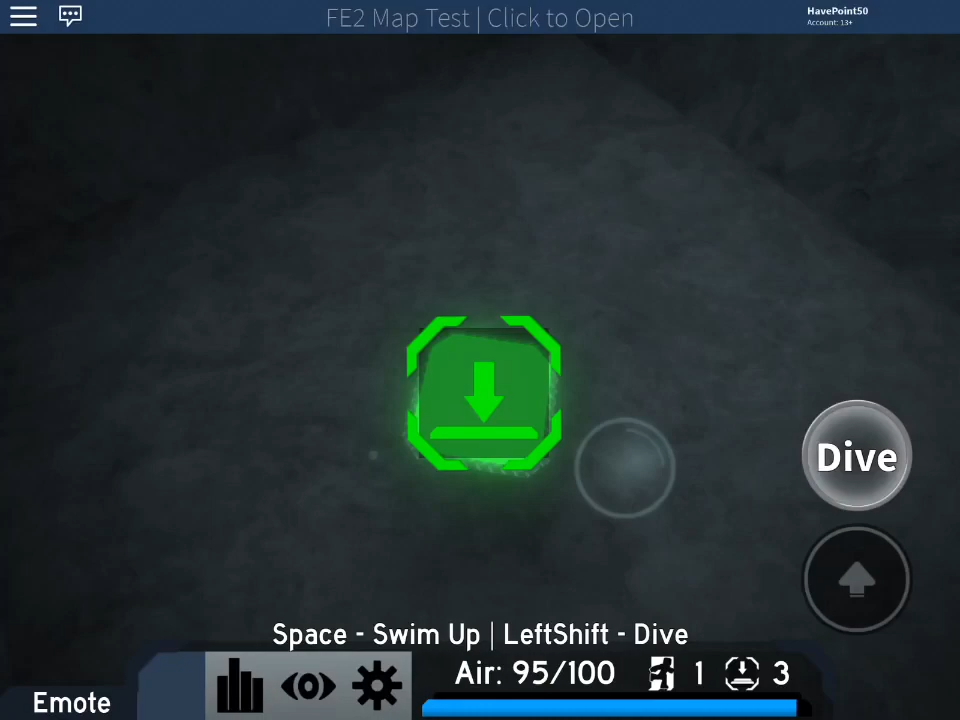 FE2 Map Test | Click to Open
HavePoint50
Account: 13+
Dive
Space - Swim Up | LeftShift - Dive
Air: 95/100
1
3
Emote